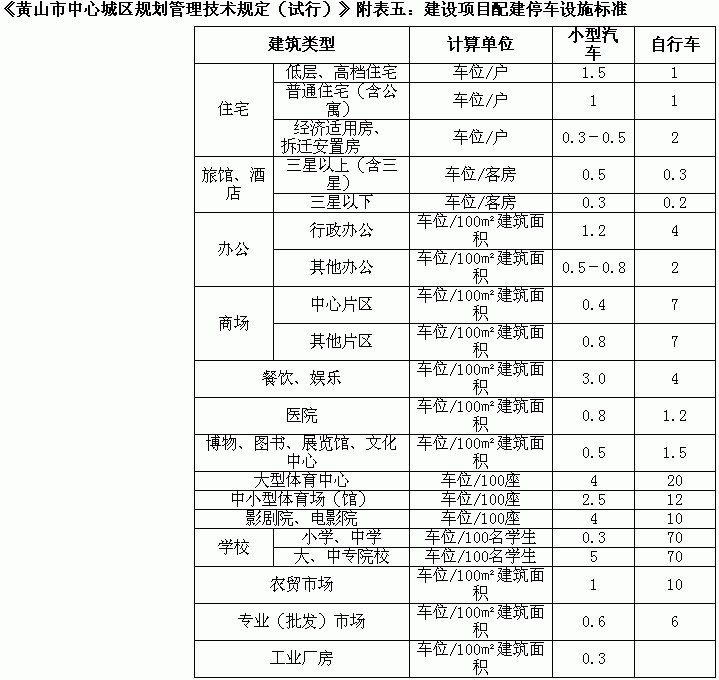 《黄山市中心城区规划管理技术规定（试行）》附表五：建设项目配建停车设施标准
建筑类型 计算单位 小型汽车 自行车
住宅 低层、高档住宅 车位/户 1.5 1
普通住宅（含公寓） 车位/户 1 1
经济适用房、拆迁安置房 车位/户 0.3－0.5 2
旅馆、酒店 三星以上（含三星） 车位/客房 0.5 0.3
三星以下 车位/客房 0.3 0.2
办公 行政办公 车位/100m²建筑面积 1.2 4
其他办公 车位/100m²建筑面积 0.5－0.8 2
商场 中心片区 车位/100m²建筑面积 0.4 7
其他片区 车位/100m²建筑面积 0.8 7
餐饮、娱乐 车位/100m²建筑面积 3.0 4
医院 车位/100m²建筑面积 0.8 1.2
博物、图书、展览馆、文化中心 车位/100m²建筑面积 0.5 1.5
大型体育中心 车位/100座 4 20
中小型体育场（馆） 车位/100座 2.5 12
影剧院、电影院 车位/100座 4 10
学校 小学、中学 车位/100名学生 0.3 70
大、中专院校 车位/100名学生 5 70
农贸市场 车位/100m²建筑面积 1 10
专业（批发）市场 车位/100m²建筑面积 0.6 6
工业厂房 车位/100m²建筑面积 0.3